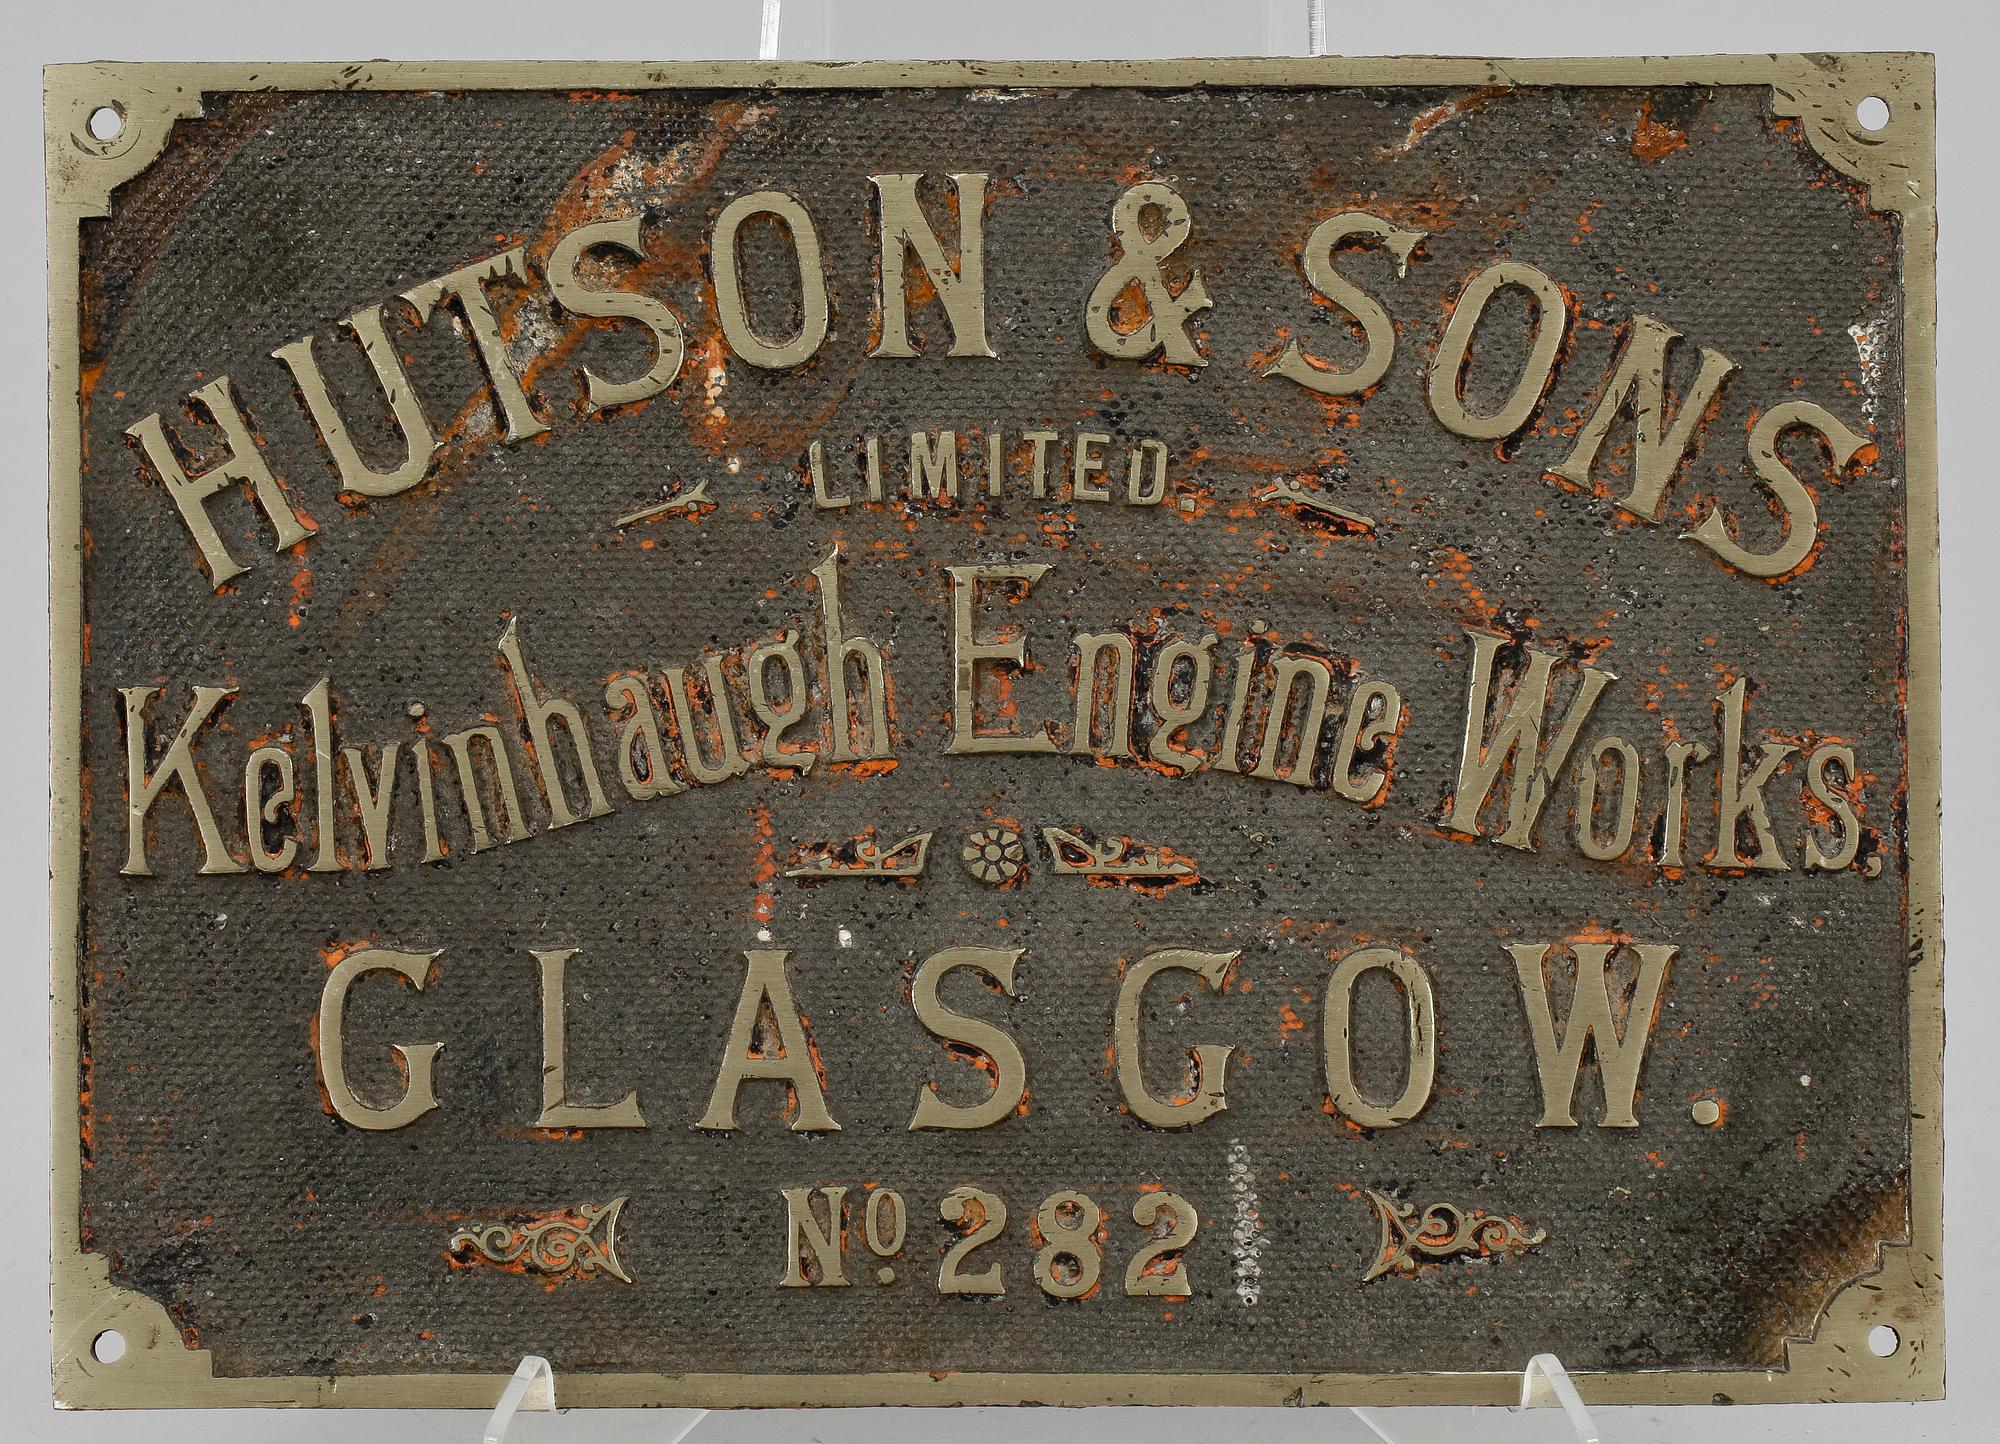 HUTSON & SONS
LIMITED.
Kelvinhaugh Engine Works,
GLASGOW.
No. 282